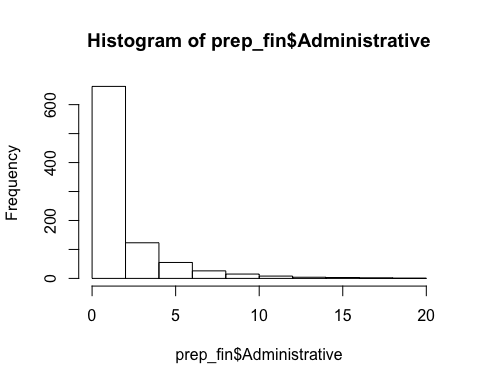 Histogram of prep_fin$Administrative
Frequency
600
400
200
0
0 5 10 15 20
prep_fin$Administrative